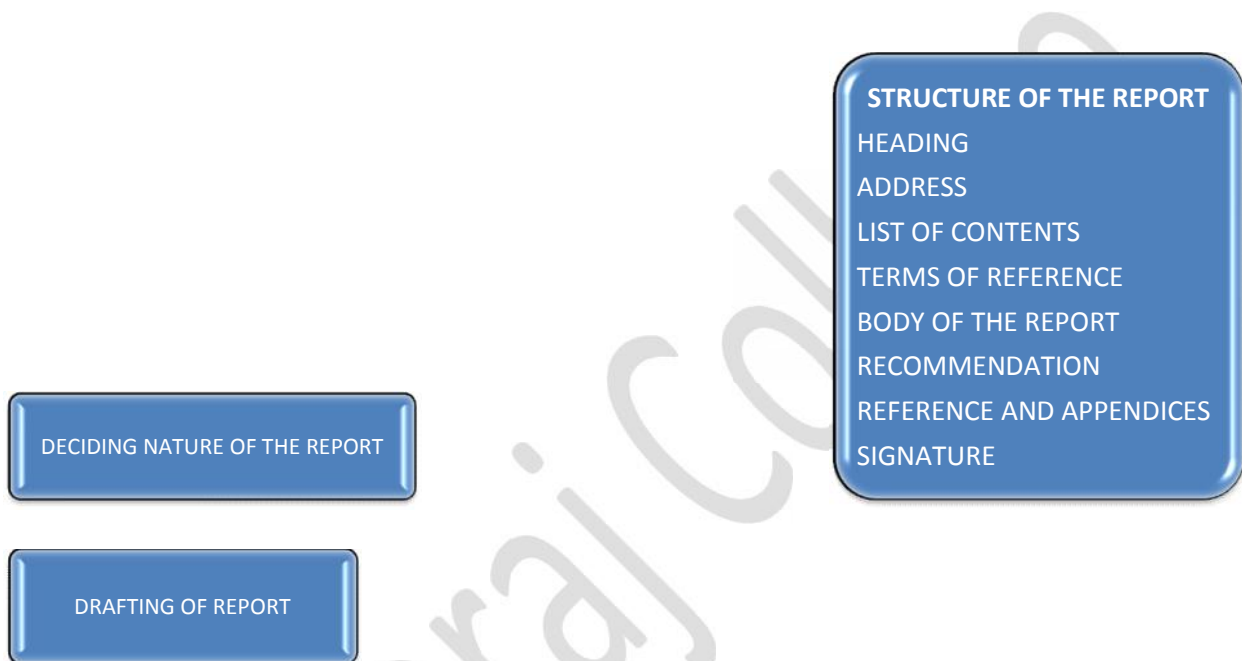 STRUCTURE OF THE REPORT
HEADING
ADDRESS
LIST OF CONTENTS
TERMS OF REFERENCE
BODY OF THE REPORT
RECOMMENDATION
REFERENCE AND APPENDICES
SIGNATURE
DECIDING NATURE OF THE REPORT
DRAFTING OF REPORT